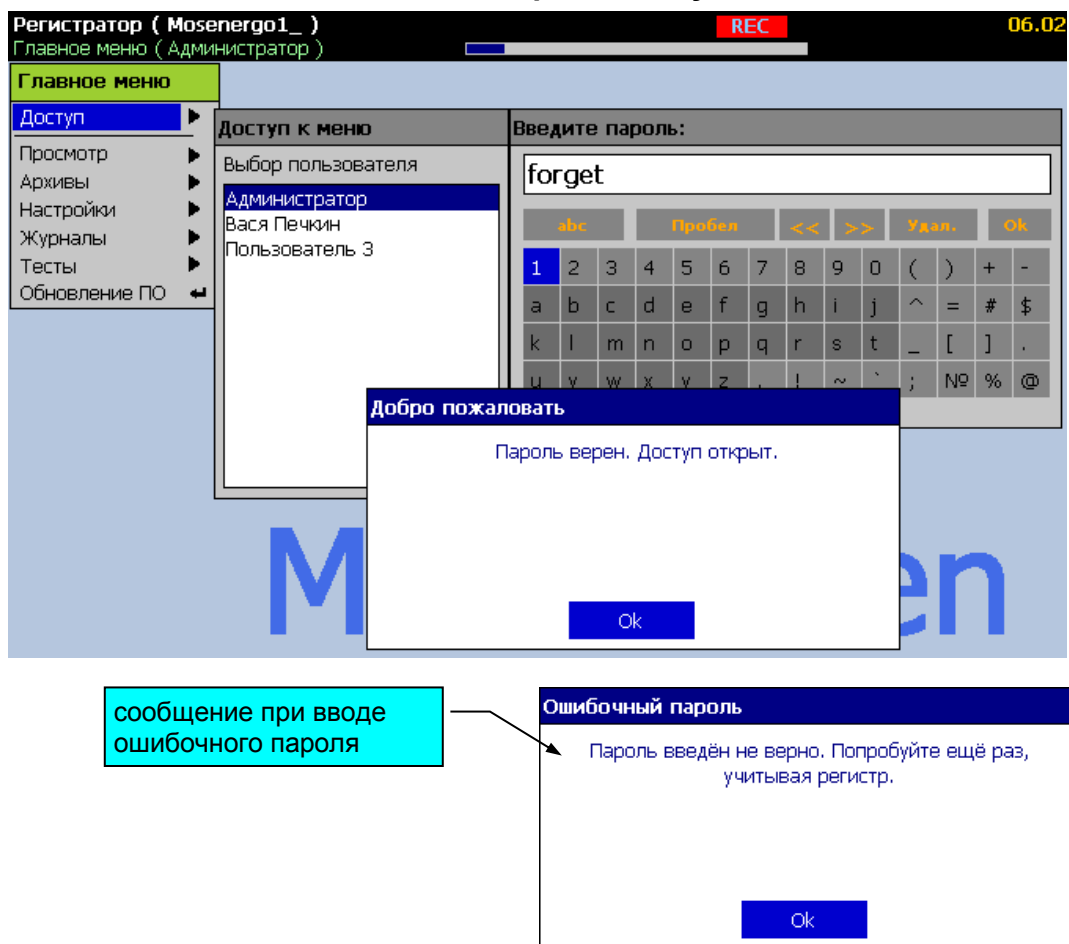 Регистратор ( Mosenergo1_ )
REC
06.02
Главное меню ( Администратор )
Главное меню
Доступ
Просмотр
Архивы
Настройки
Журналы
Тесты
Обновление ПО
Доступ к меню
Выбор пользователя
Администратор
Вася Печкин
Пользователь 3
Введите пароль:
forget
abc Пробел << >> Удал. Ok
1 2 3 4 5 6 7 8 9 0 ( ) + -
a b c d e f g h i j ^ = # $
k l m n o p q r s t _ [ ] .
u v w x y z , ! ~ ` ; № % @
Добро пожаловать
Пароль верен. Доступ открыт.
Ok
M en
сообщение при вводе
ошибочного пароля
Ошибочный пароль
Пароль введён не верно. Попробуйте ещё раз,
учитывая регистр.
Ok